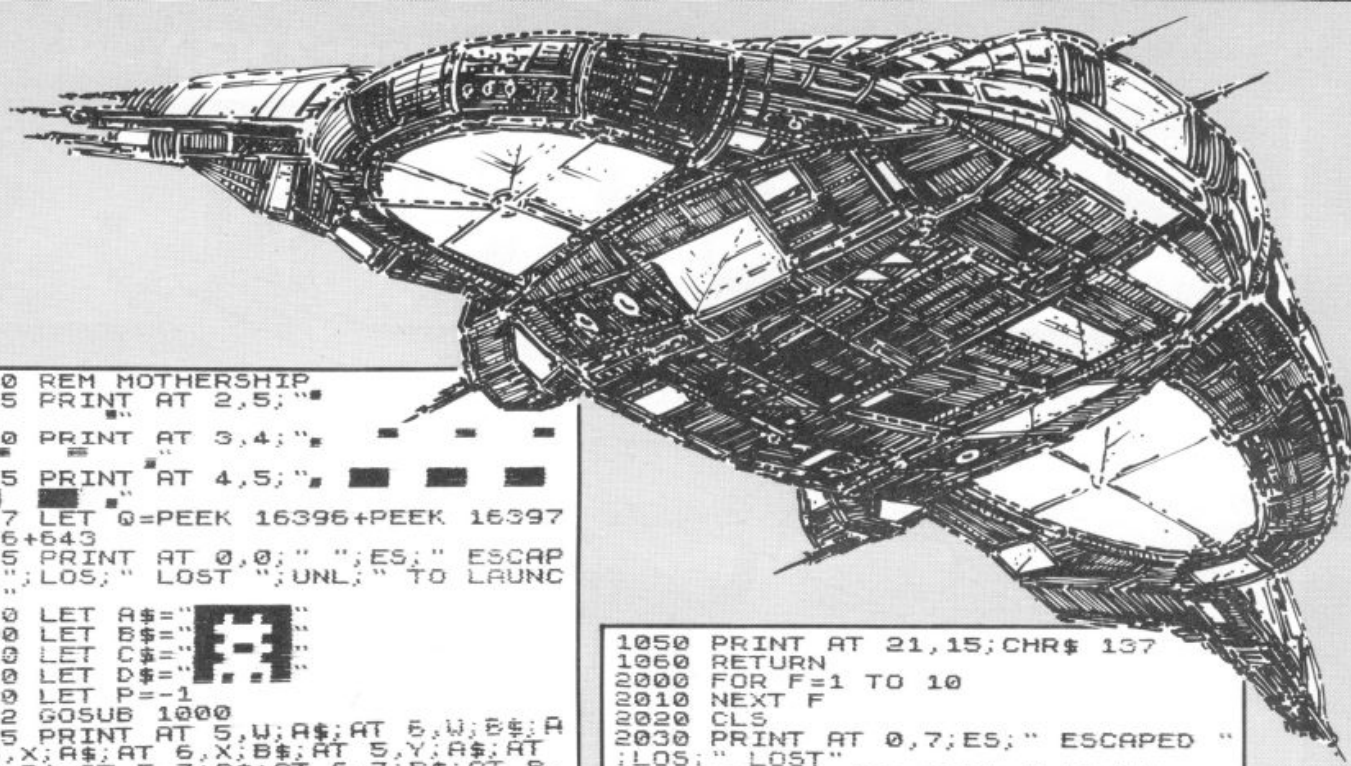 0 REM MOTHERSHIP
5 PRINT AT 2,5;"
"
0 PRINT AT 3,4;"
"
5 PRINT AT 4,5;"
"
7 LET Q=PEEK 16396+PEEK 16397
6+643
5 PRINT AT 0,0;" ";ES;" ESCAP
";LOS;" LOST ";UNL;" TO LAUNC
"
0 LET A$=" "
0 LET B$=" "
0 LET C$=" "
0 LET D$=" "
0 LET P=-1
2 GOSUB 1000
5 PRINT AT 5,W;A$;AT 6,W;B$;A
,X;A$;AT 6,X;B$;AT 5,Y;A$;AT
1050 PRINT AT 21,15;CHR$ 137
1060 RETURN
2000 FOR F=1 TO 10
2010 NEXT F
2020 CLS
2030 PRINT AT 0,7;ES;" ESCAPED "
;LOS;" LOST"